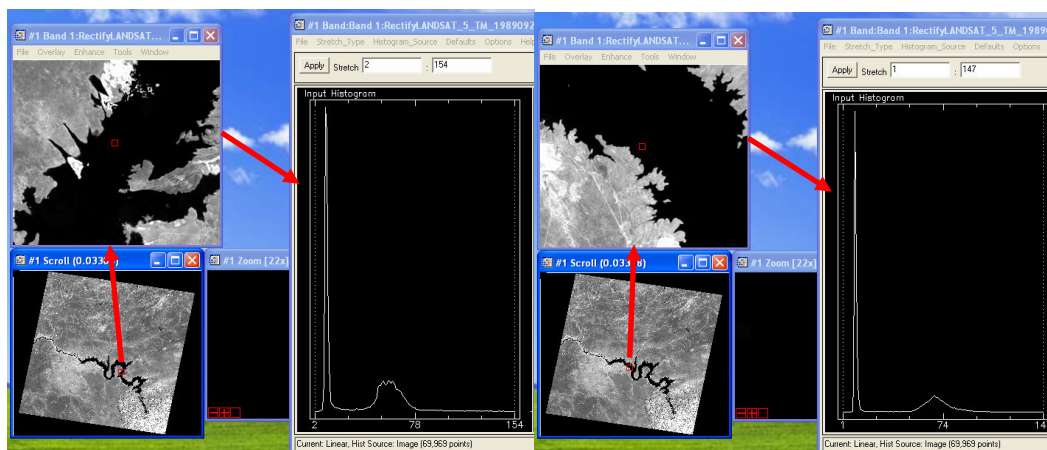 #1 Band 1:RectifyLANDSAT...
File Overlay Enhance Tools Window
#1 Scroll (0.033
#1 Zoom [22x]
#1 Band:Band 1:RectifyLANDSAT_5_TM_1989097
File Stretch_Type Histogram_Source Defaults Options Help
Apply Stretch 2 : 154
Input Histogram
2 78 154
Current: Linear, Hist Source: Image (69,969 points)
#1 Band 1:RectifyLANDSAT...
File Overlay Enhance Tools Window
#1 Scroll (0.03
#1 Zoom [22x]
#1 Band:Band 1:RectifyLANDSAT_5_TM_1989
File Stretch_Type Histogram_Source Defaults Options
Apply Stretch 1 : 147
Input Histogram
1 74 14
Current: Linear, Hist Source: Image (69,969 points)